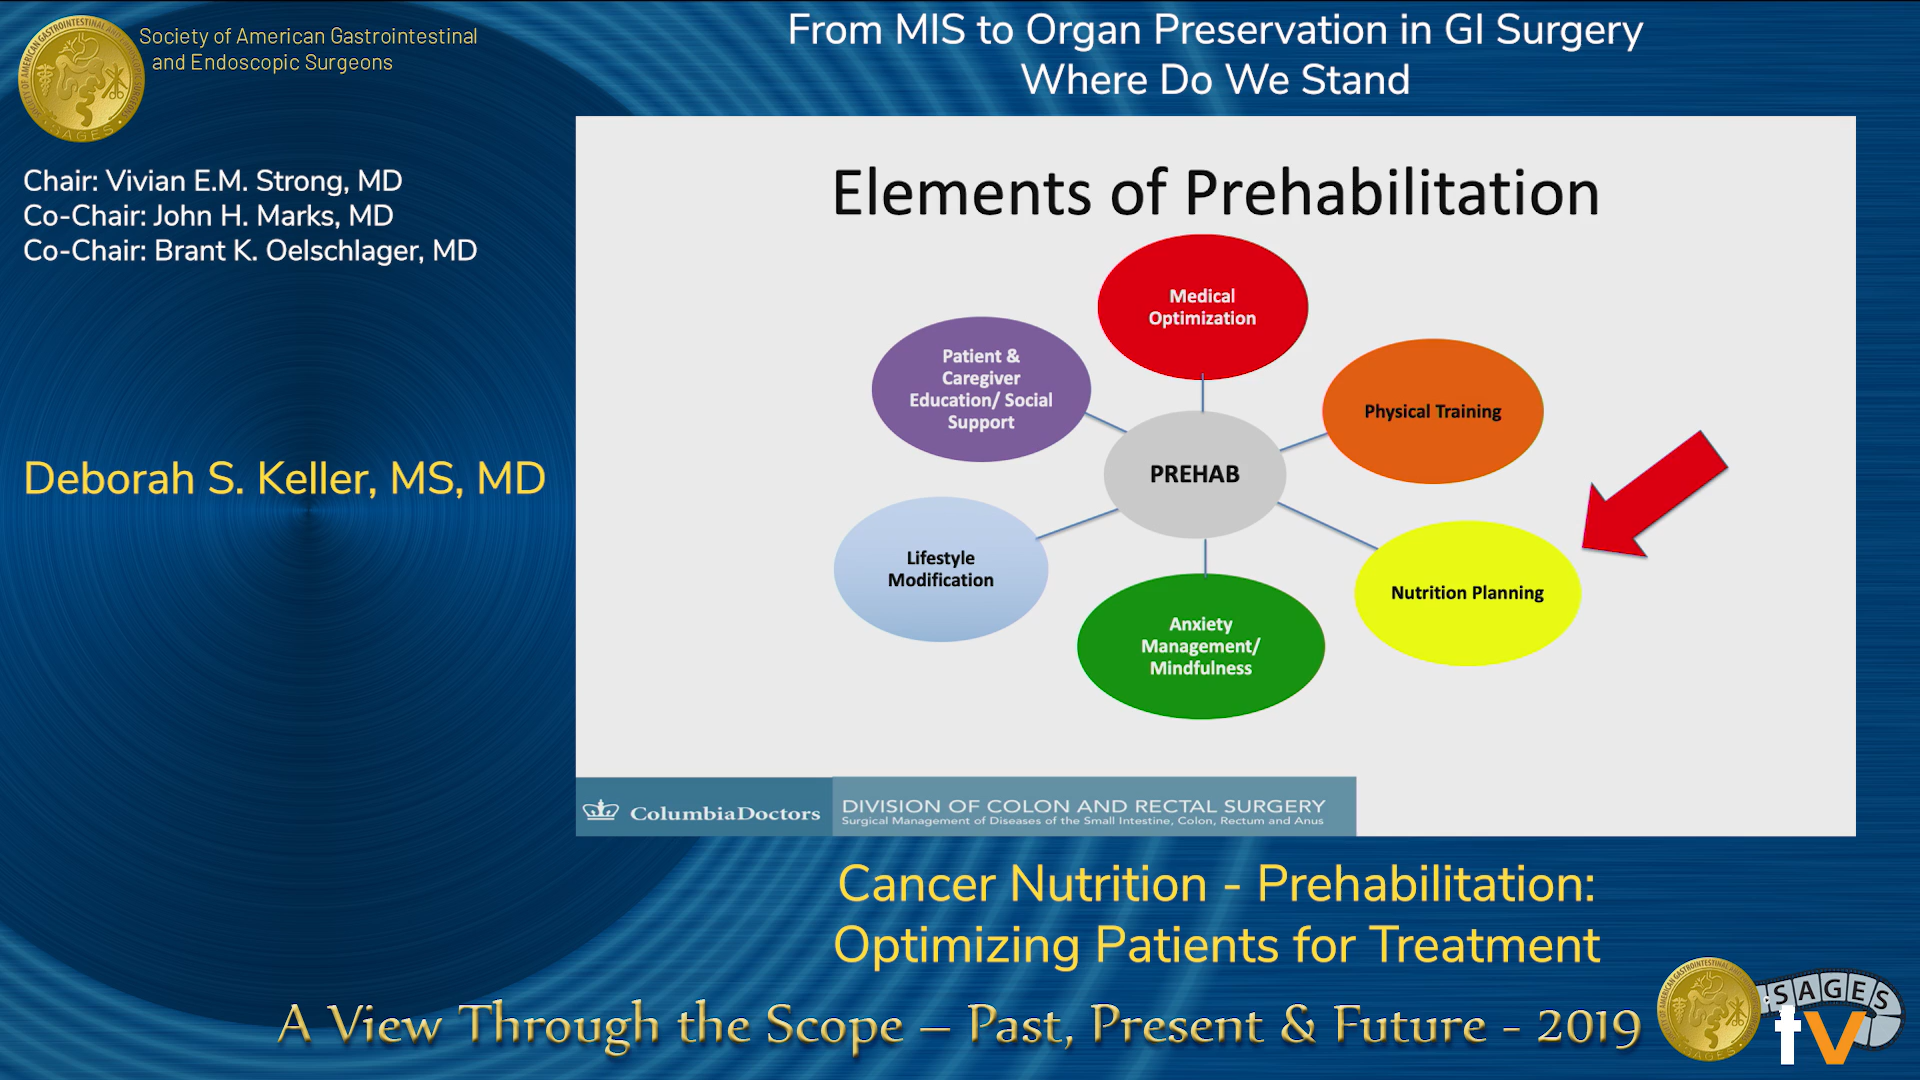 Society of American Gastrointestinal
and Endoscopic Surgeons
From MIS to Organ Preservation in GI Surgery
Where Do We Stand
Chair: Vivian E.M. Strong, MD
Co-Chair: John H. Marks, MD
Co-Chair: Brant K. Oelschlager, MD
Deborah S. Keller, MS, MD
Elements of Prehabilitation
Medical
Optimization
Patient &
Caregiver
Education/ Social
Support
Physical Training
PREHAB
Lifestyle
Modification
Nutrition Planning
Anxiety
Management/
Mindfulness
ColumbiaDoctors
DIVISION OF COLON AND RECTAL SURGERY
Surgical Management of Diseases of the Small Intestine, Colon, Rectum and Anus
Cancer Nutrition - Prehabilitation:
Optimizing Patients for Treatment
A View Through the Scope – Past, Present & Future - 2019
SAGES
tv
SAGES